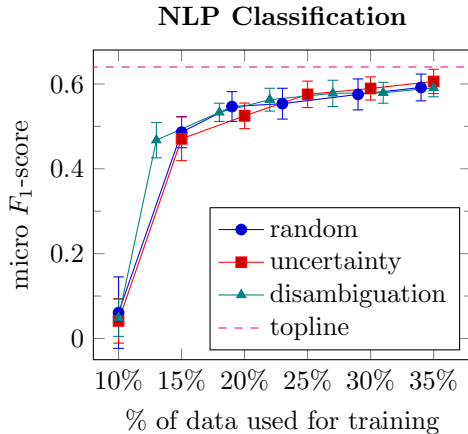 NLP Classification
micro F₁-score
0.6
0.4
0.2
0
random
uncertainty
disambiguation
topline
10% 15% 20% 25% 30% 35%
% of data used for training